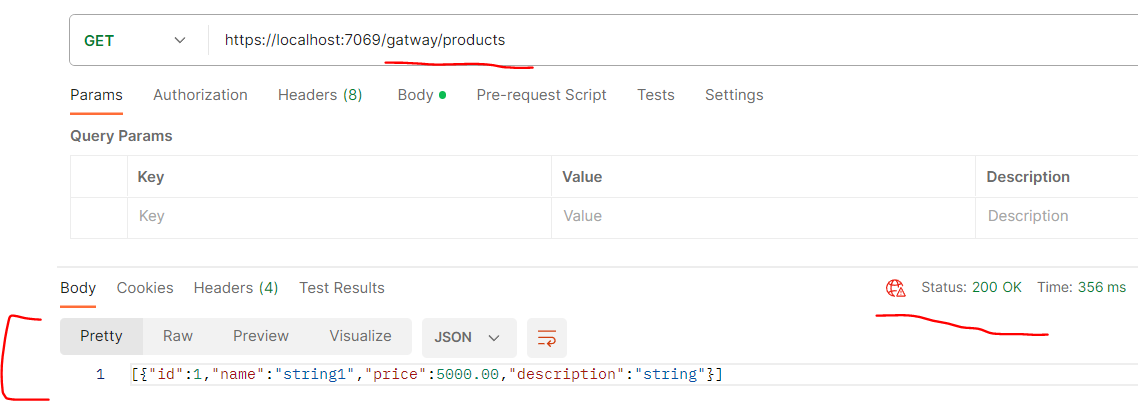 GET https://localhost:7069/gatway/products
Params Authorization Headers (8) Body Pre-request Script Tests Settings
Query Params
Key Value Description
Key Value Description
Body Cookies Headers (4) Test Results Status: 200 OK Time: 356 ms
Pretty Raw Preview Visualize JSON
1 [{"id":1,"name":"string1","price":5000.00,"description":"string"}]